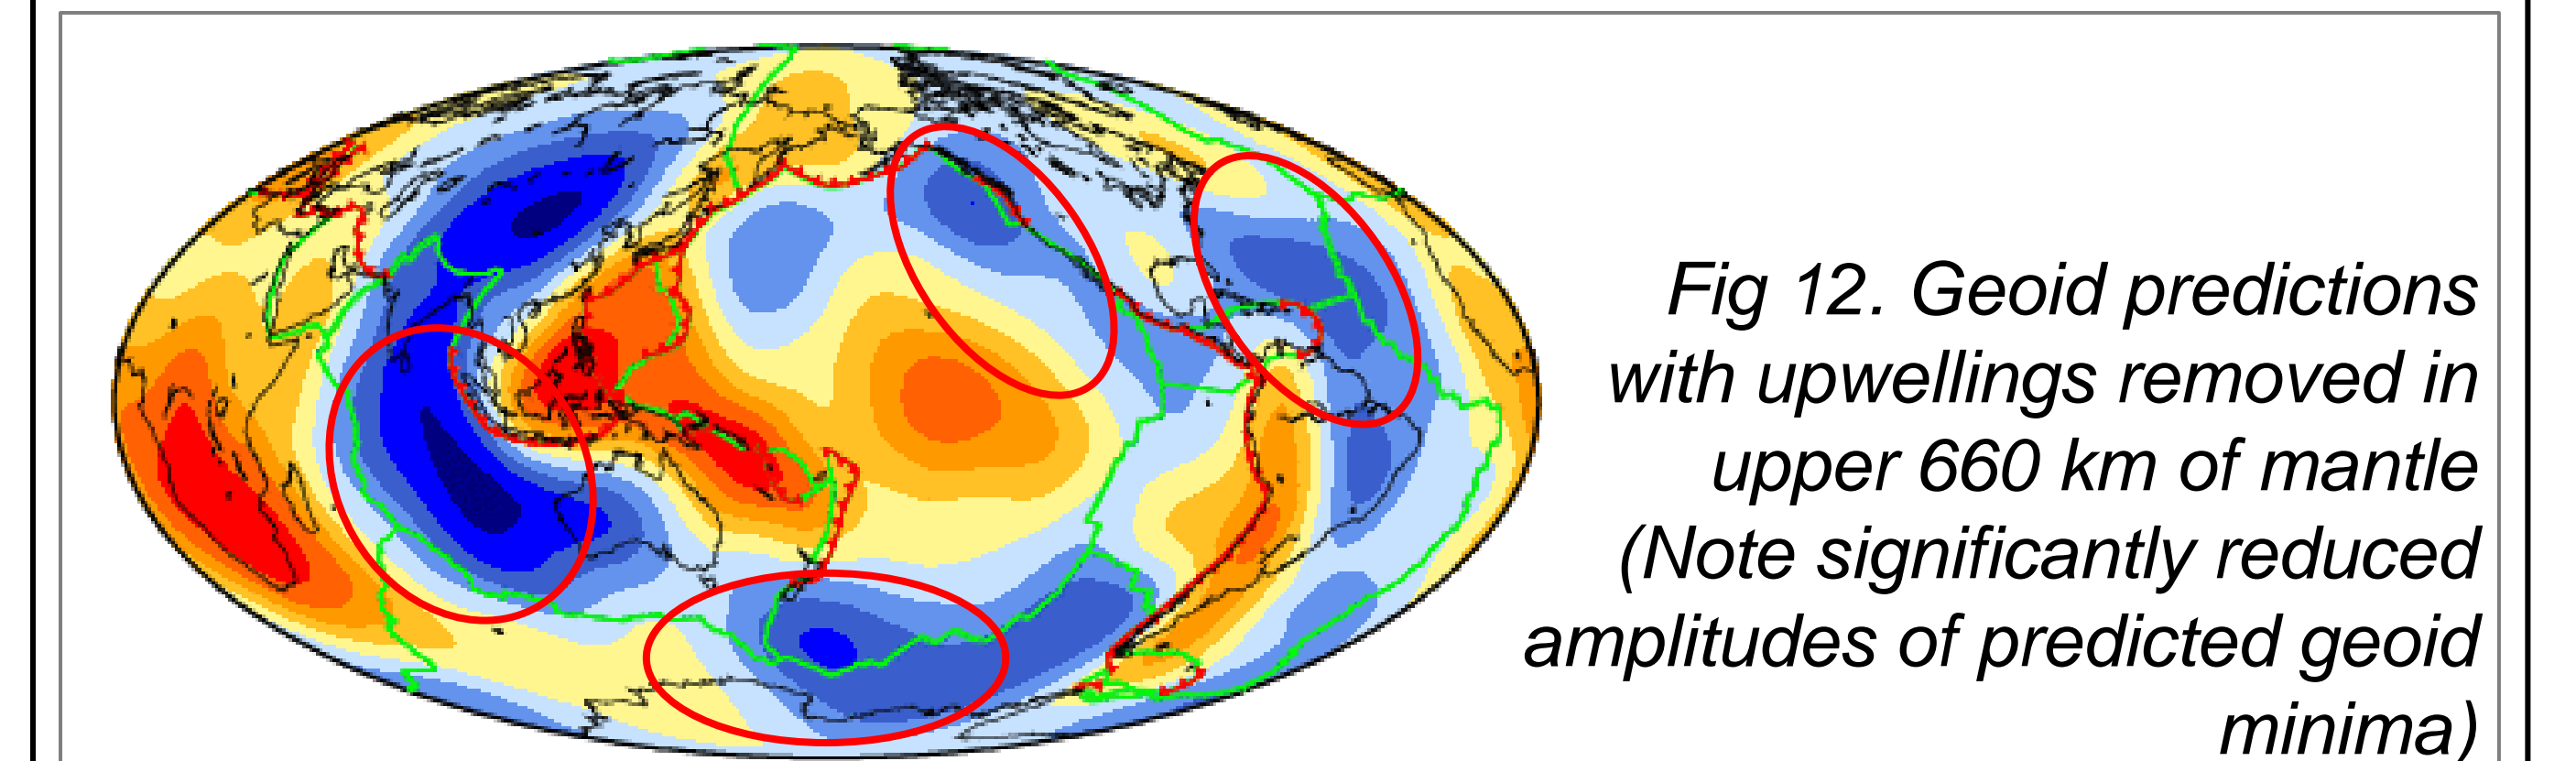 Fig 12. Geoid predictions
with upwellings removed in
upper 660 km of mantle
(Note significantly reduced
amplitudes of predicted geoid
minima)